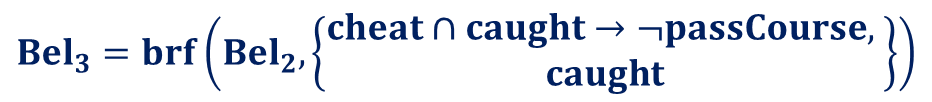 Bel₃ = brf(Bel₂, {cheat ∩ caught → ¬passCourse,
caught})